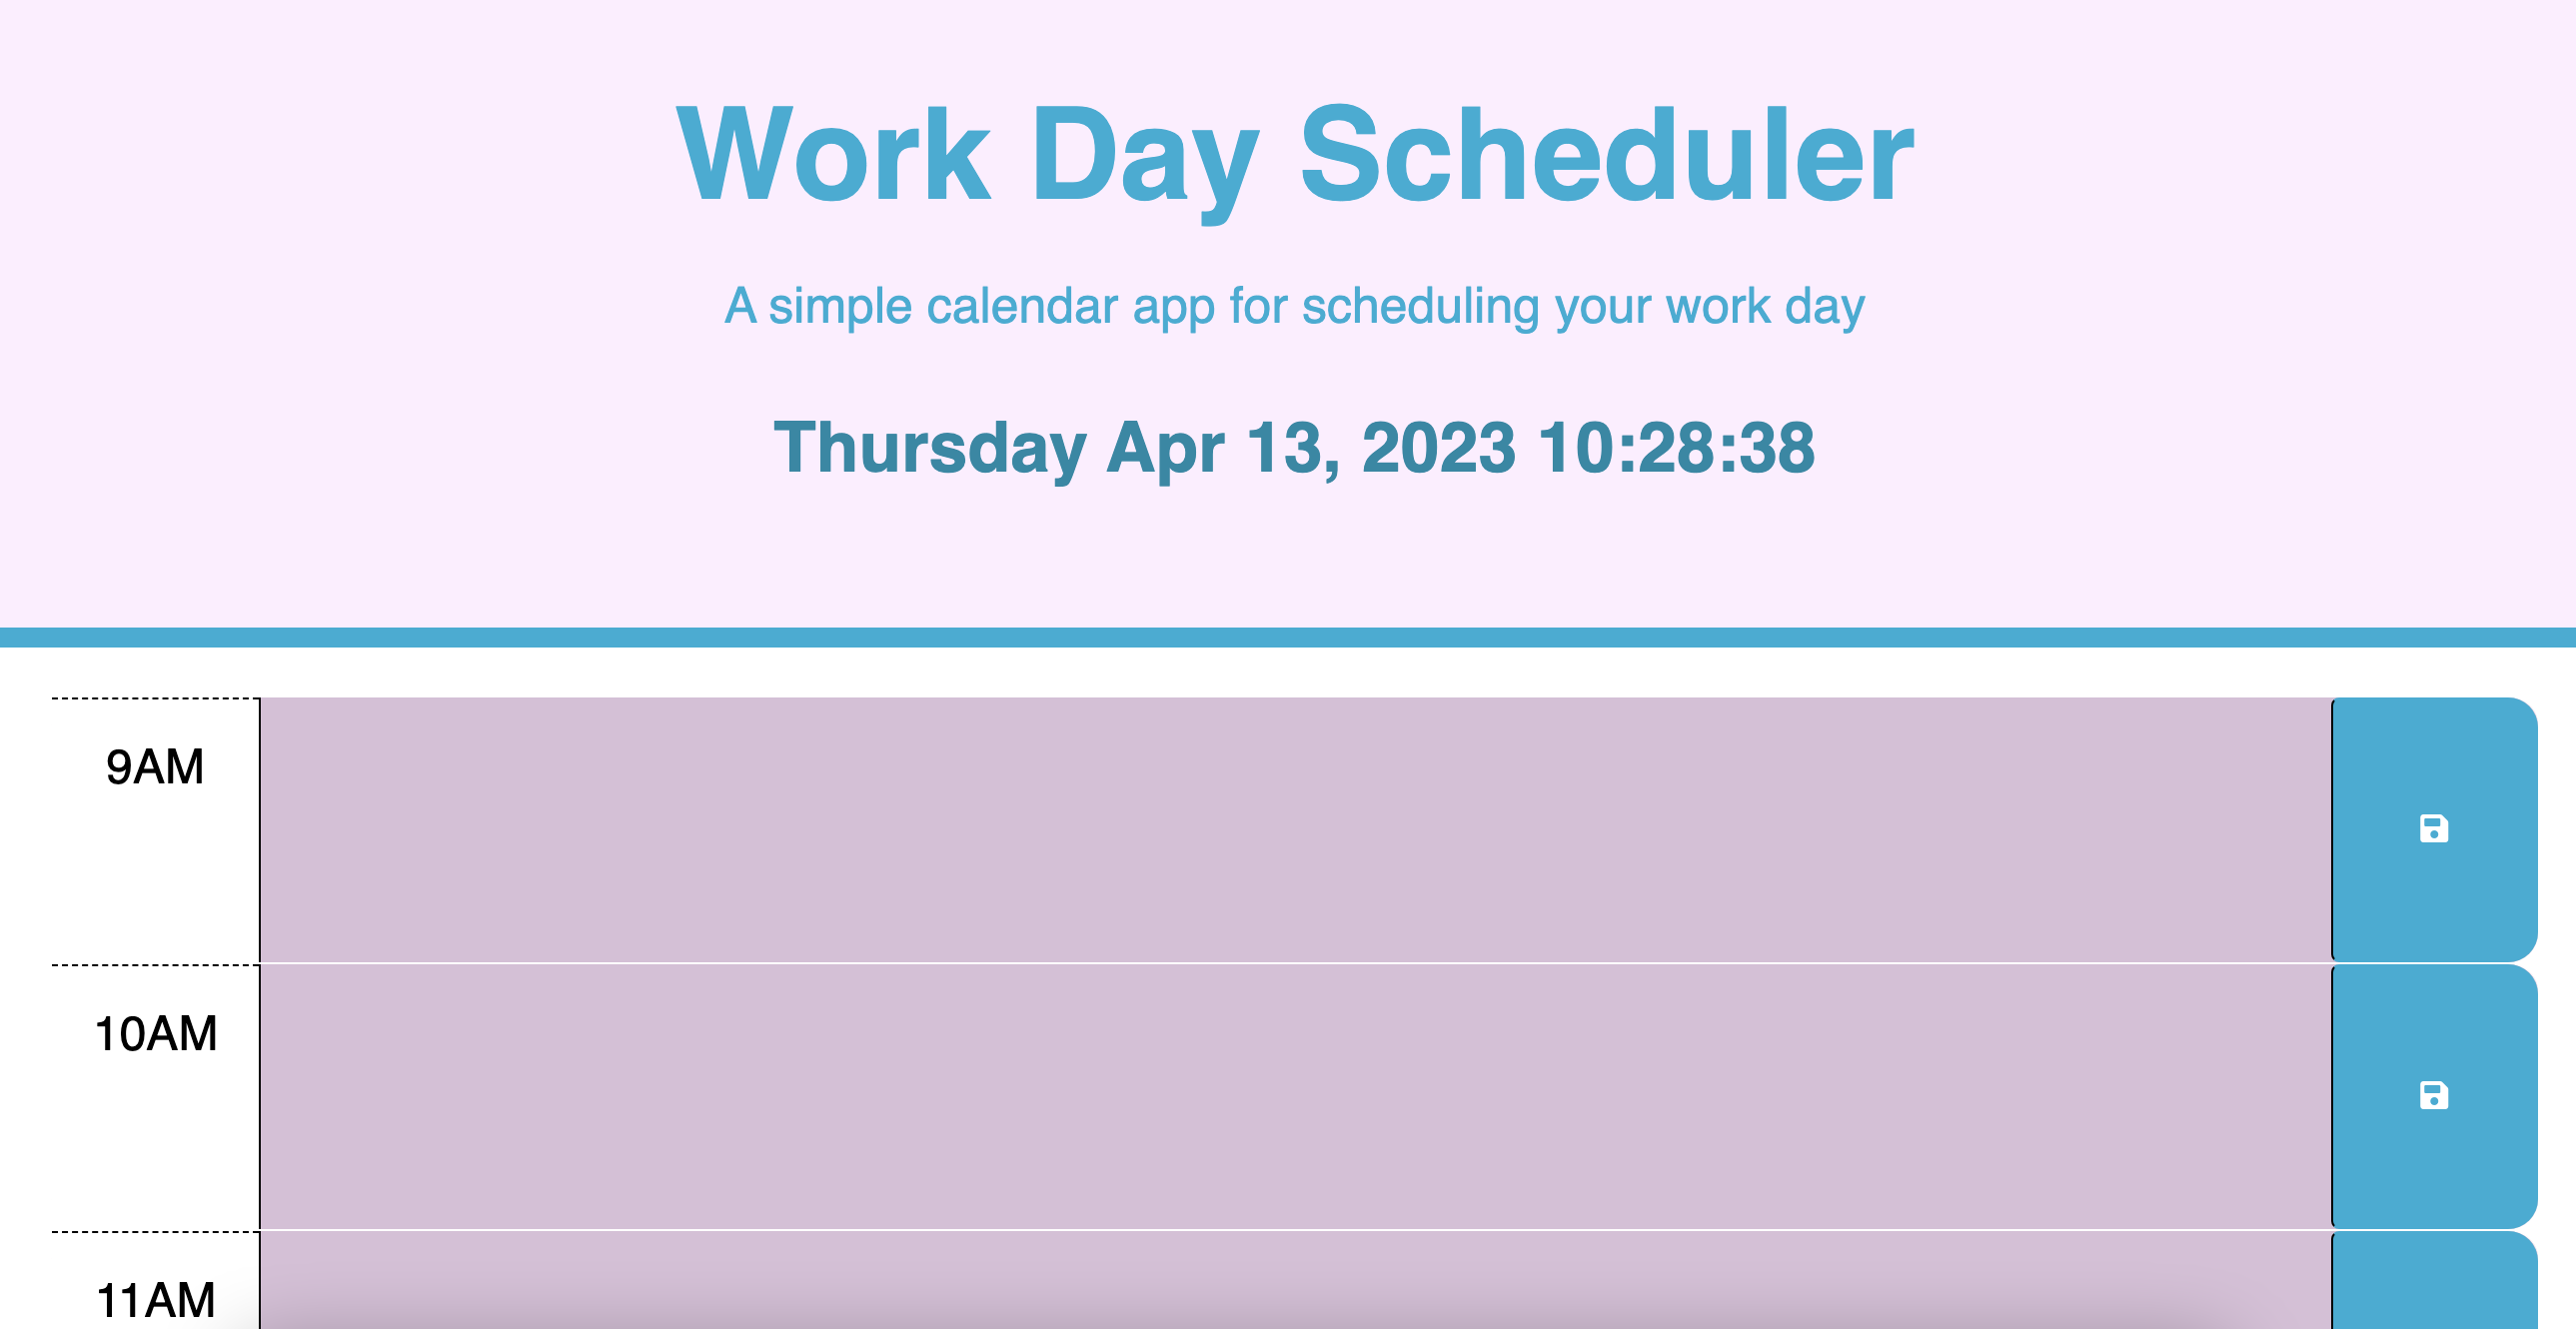 Work Day Scheduler
A simple calendar app for scheduling your work day
Thursday Apr 13, 2023 10:28:38
9AM
10AM
11AM